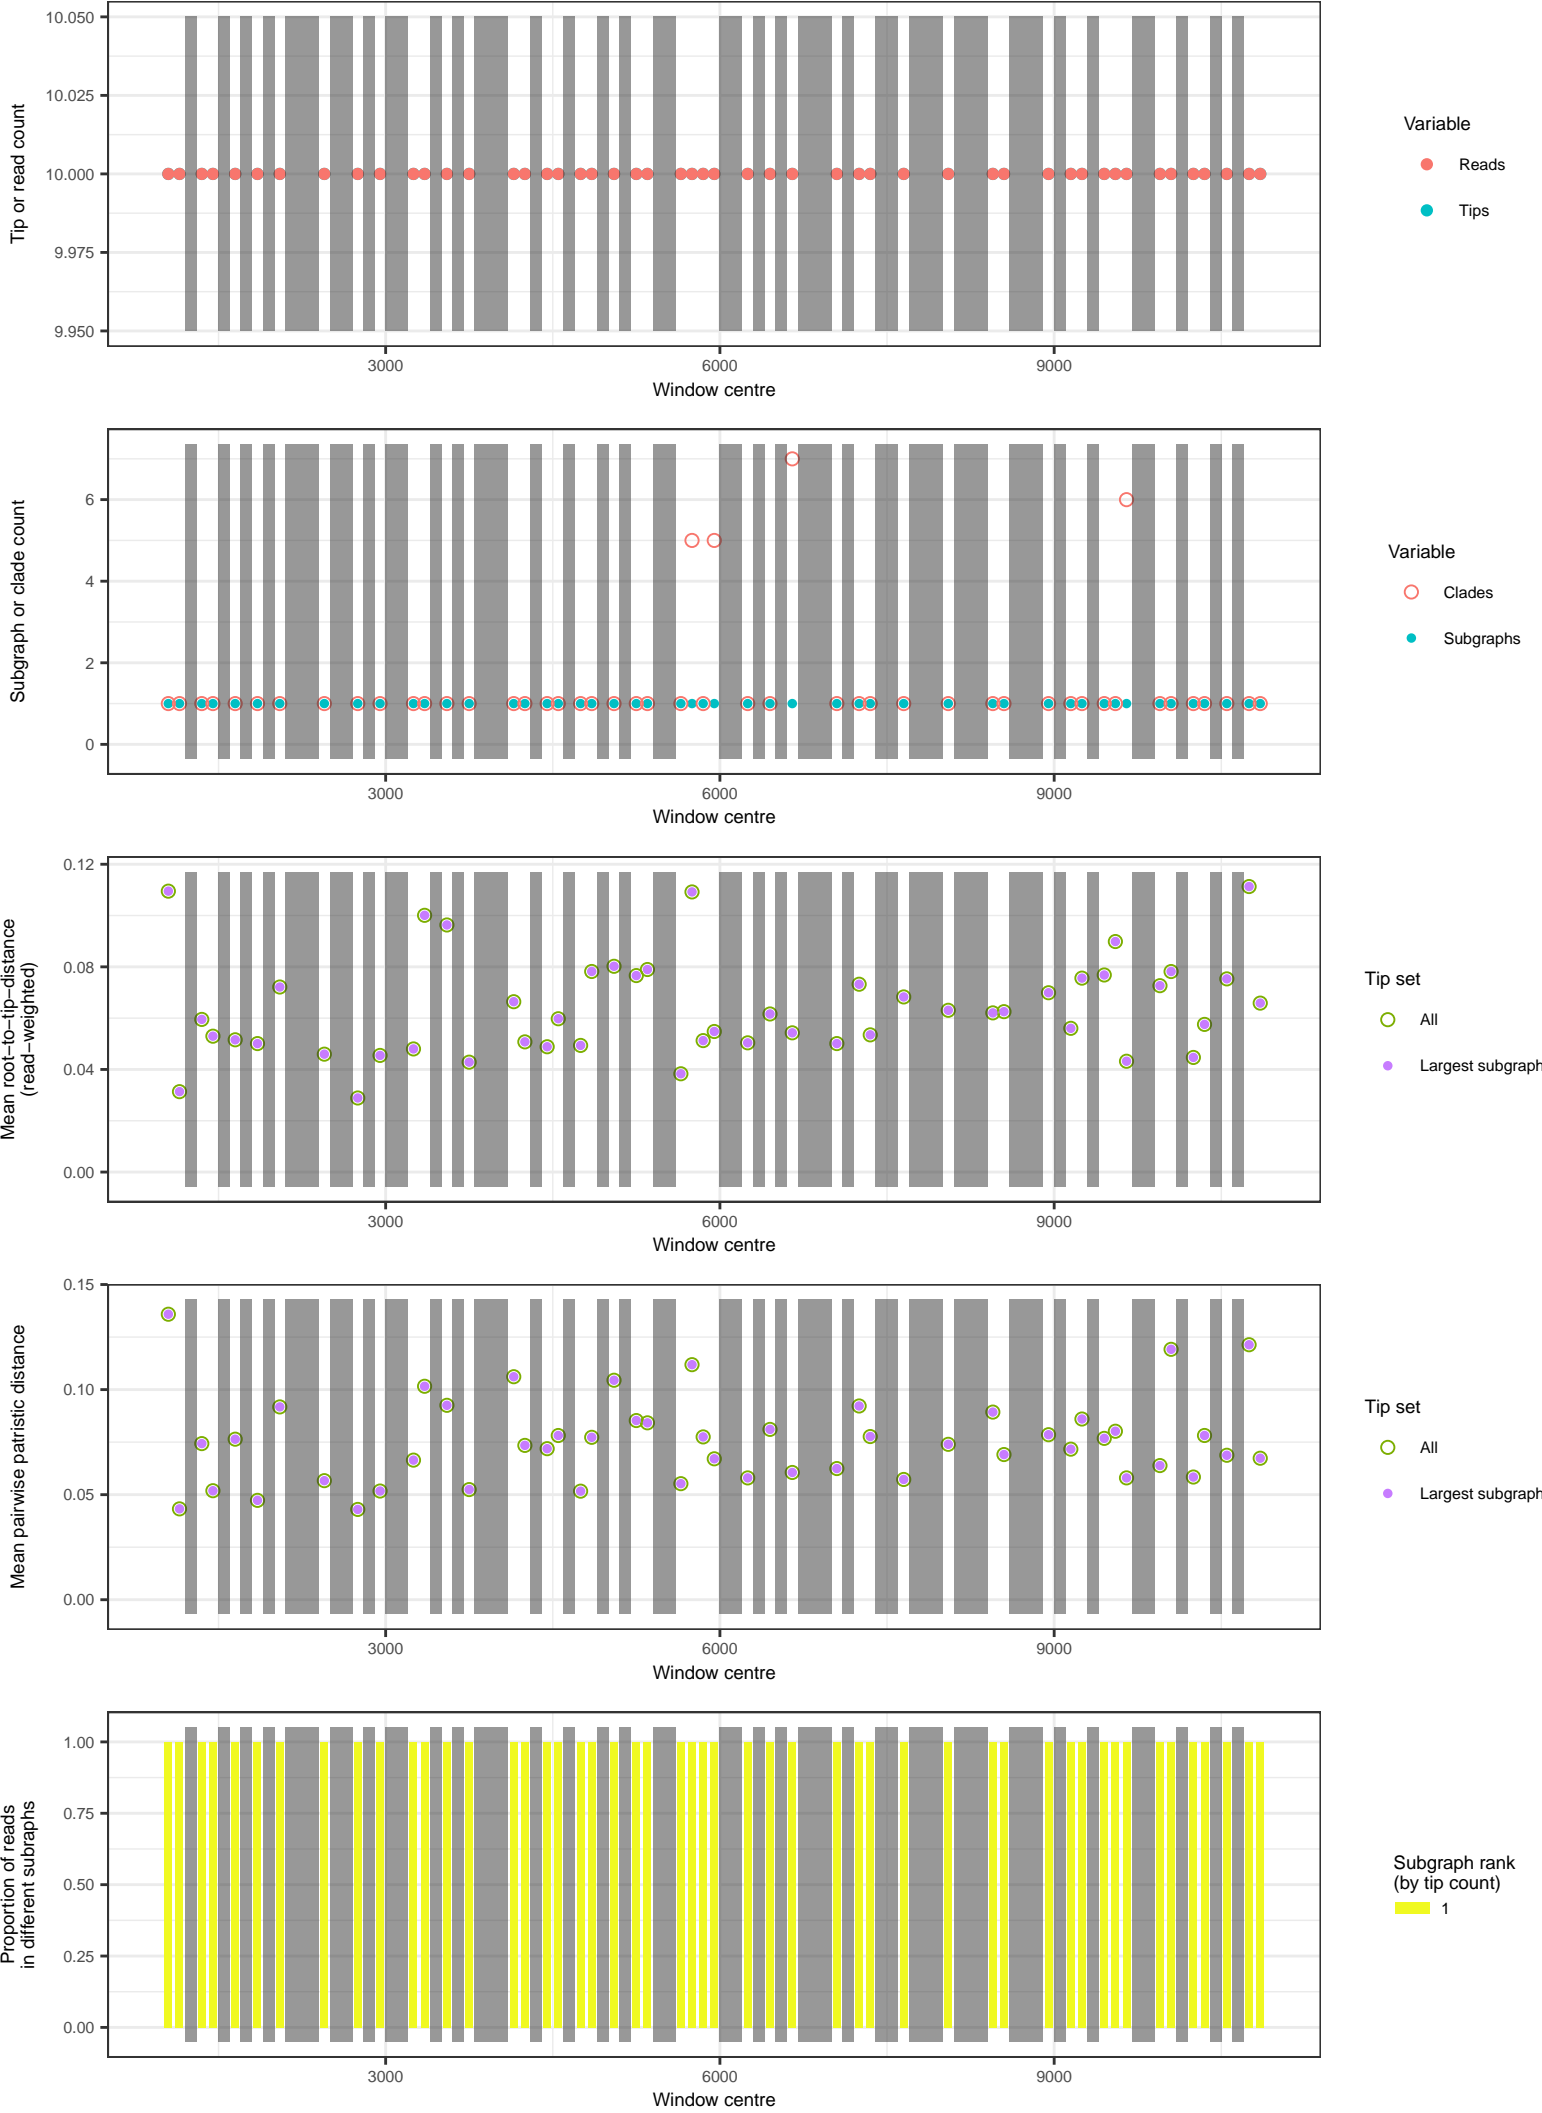 10.050
10.025
10.000
9.975
9.950
Tip or read count
3000
6000
9000
Window centre
Variable
Reads
Tips
6
4
2
0
Subgraph or clade count
3000
6000
9000
Window centre
Variable
Clades
Subgraphs
0.12
0.08
0.04
0.00
Mean root−to−tip−distance
(read−weighted)
3000
6000
9000
Window centre
Tip set
All
Largest subgraph
0.15
0.10
0.05
0.00
Mean pairwise patristic distance
3000
6000
9000
Window centre
Tip set
All
Largest subgraph
1.00
0.75
0.50
0.25
0.00
Proportion of reads
in different subraphs
3000
6000
9000
Window centre
Subgraph rank
(by tip count)
1